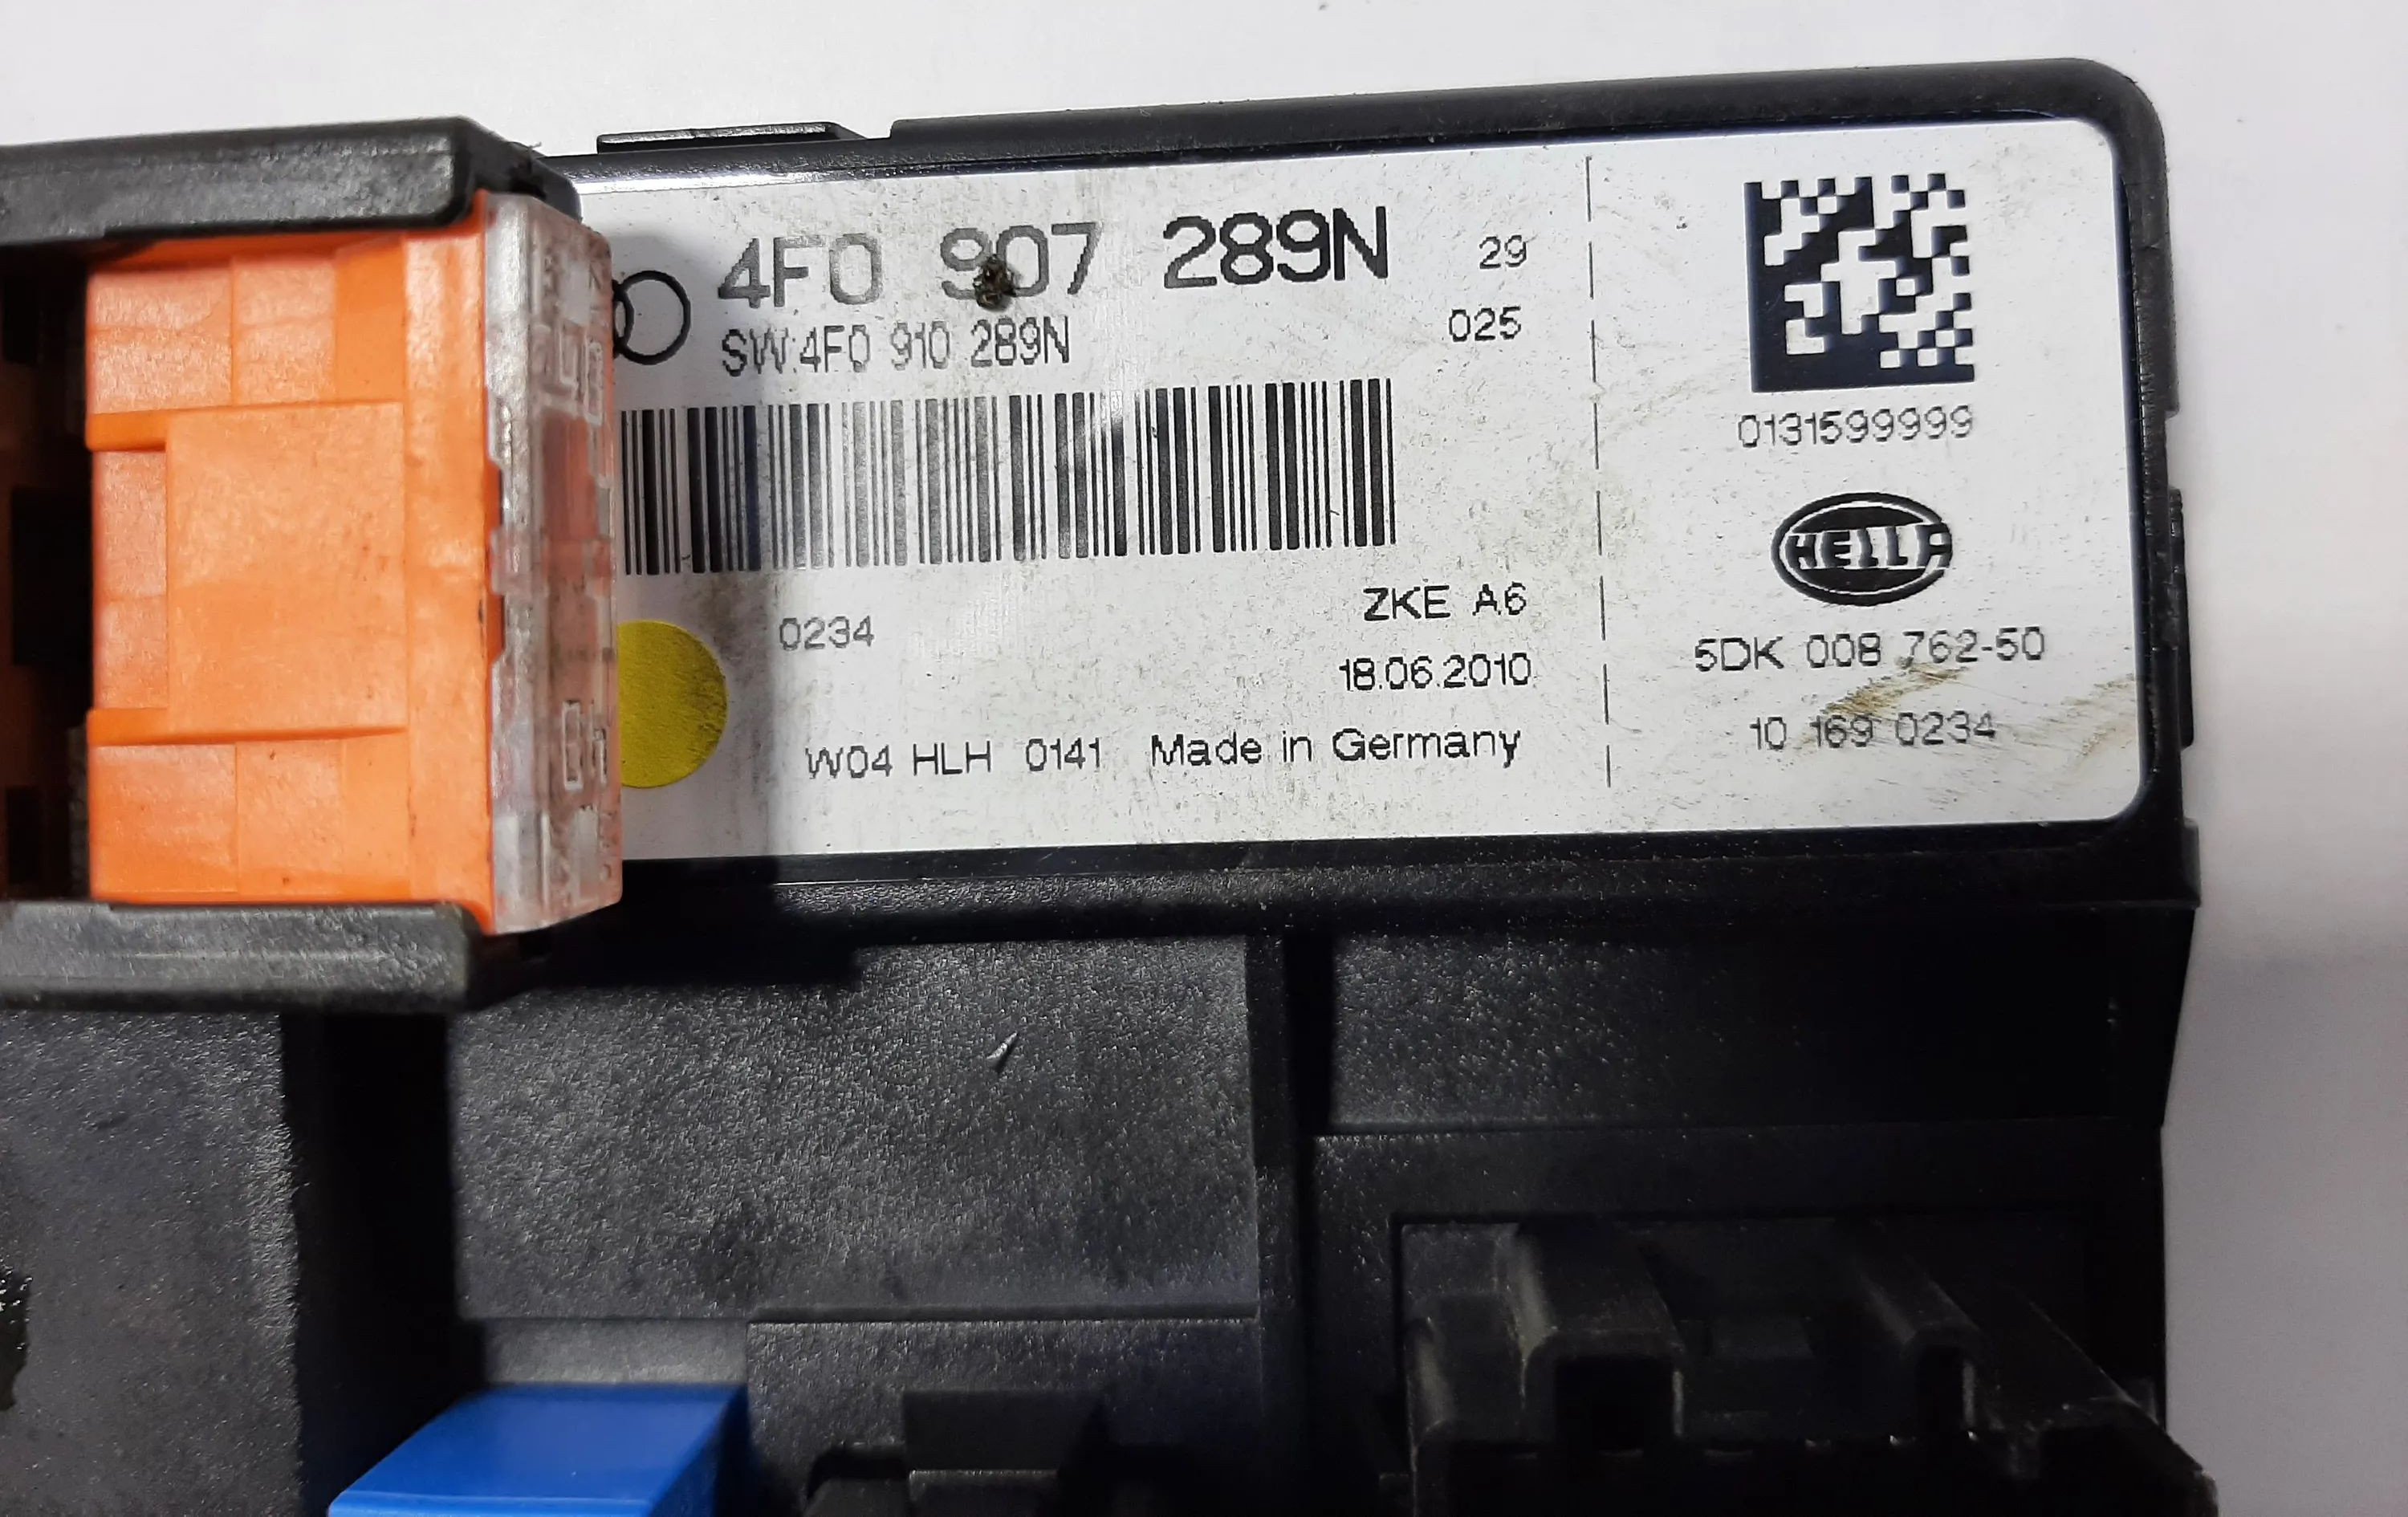 4F0 907 289N
29
SW:4F0 910 289N
025
0234
ZKE A6
18.06.2010
W04 HLH 0141 Made in Germany
0131599999
HELLA
5DK 008 762-50
10 169 0234